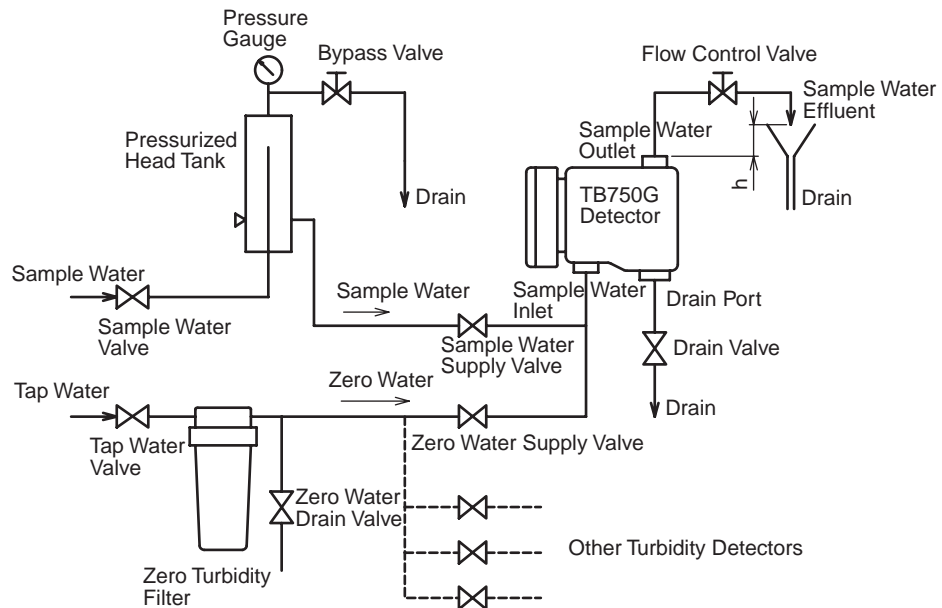 Pressure
Gauge
Bypass Valve
Flow Control Valve
Sample Water
Effluent
Pressurized
Head Tank
Sample Water
Outlet
h
TB750G
Detector
Drain
Drain
Sample Water
Sample Water
Valve
Sample Water
Sample Water
Inlet
Drain Port
Sample Water
Supply Valve
Drain Valve
Tap Water
Zero Water
Drain
Tap Water
Valve
Zero Water Supply Valve
Zero Water
Drain Valve
Other Turbidity Detectors
Zero Turbidity
Filter